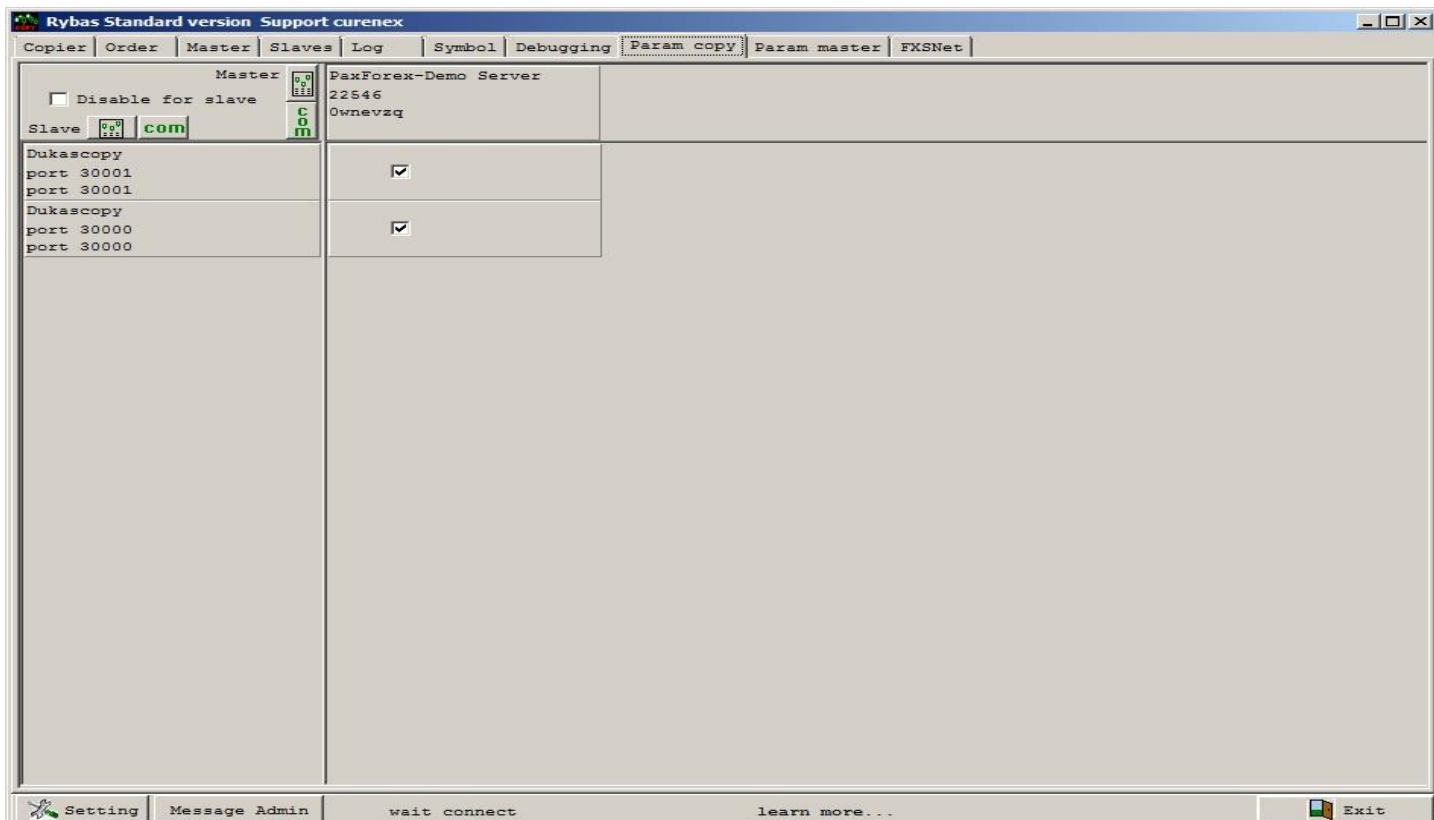 Rybas Standard version Support curenex
Copier Order Master Slaves Log Symbol Debugging Param copy Param master FXSNet
Master
Disable for slave
Slave com
com
PaxForex-Demo Server
22546
0wnevzq
Dukascopy
port 30001
port 30001
Dukascopy
port 30000
port 30000
Setting Message Admin wait connect learn more... Exit